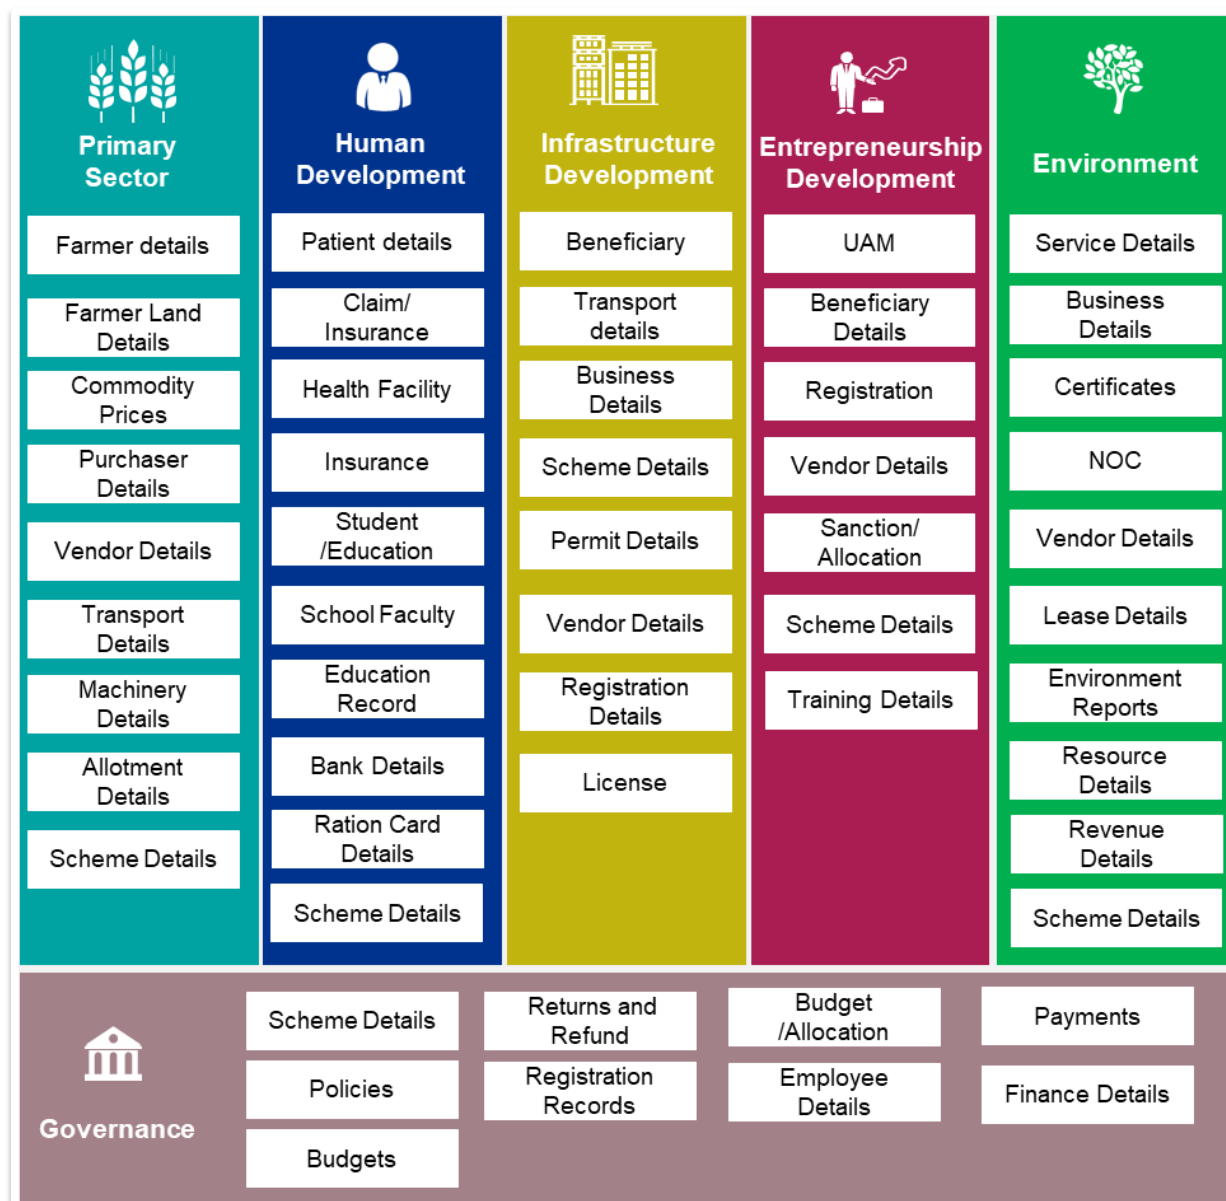 Primary
Sector
Farmer details
Farmer Land
Details
Commodity
Prices
Purchaser
Details
Vendor Details
Transport
Details
Machinery
Details
Allotment
Details
Scheme Details
Human
Development
Patient details
Claim/
Insurance
Health Facility
Insurance
Student
/Education
School Faculty
Education
Record
Bank Details
Ration Card
Details
Scheme Details
Infrastructure
Development
Beneficiary
Transport
details
Business
Details
Scheme Details
Permit Details
Vendor Details
Registration
Details
License
Entrepreneurship
Development
UAM
Beneficiary
Details
Registration
Vendor Details
Sanction/
Allocation
Scheme Details
Training Details
Environment
Service Details
Business
Details
Certificates
NOC
Vendor Details
Lease Details
Environment
Reports
Resource
Details
Revenue
Details
Scheme Details
Governance
Scheme Details
Policies
Budgets
Returns and
Refund
Registration
Records
Budget
/Allocation
Employee
Details
Payments
Finance Details